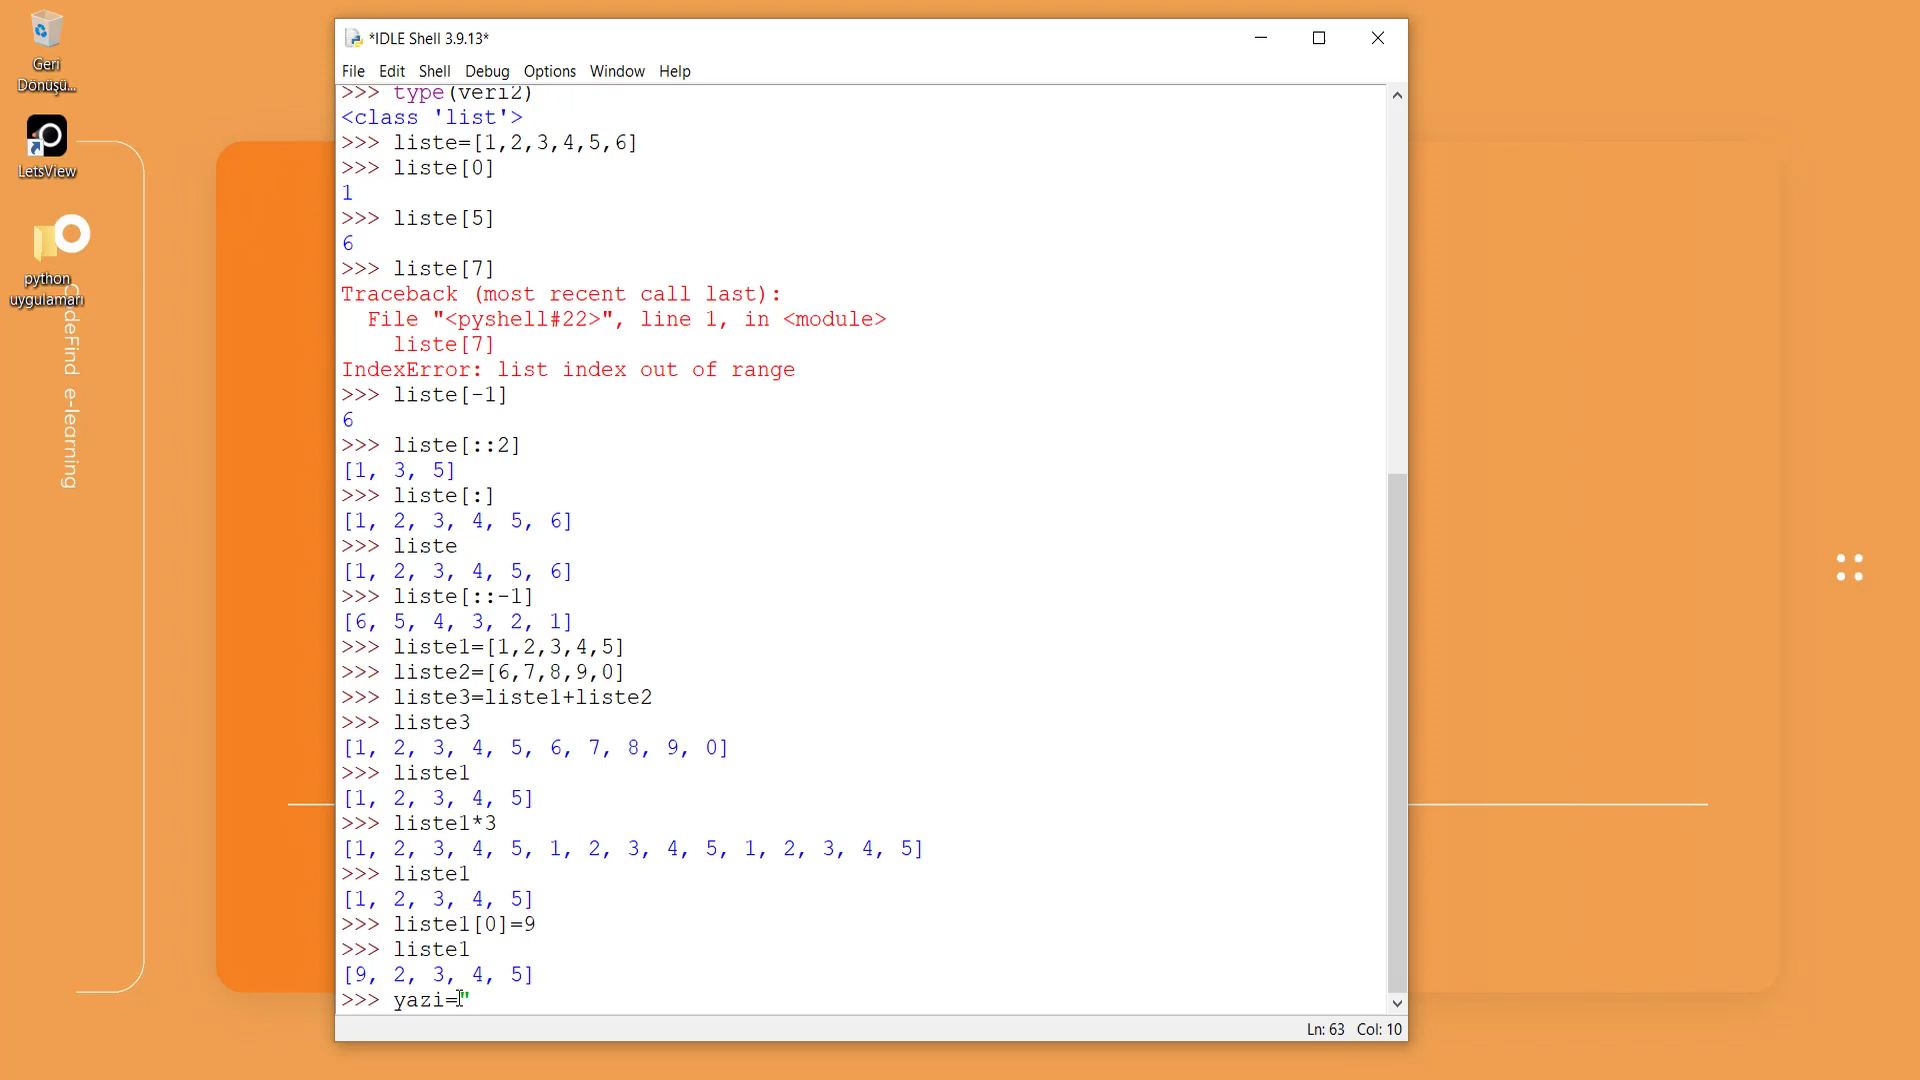 Geri
Dönüşü...
LetsView
python
uygulamaları
deFind e-learning
*IDLE Shell 3.9.13*
File Edit Shell Debug Options Window Help
>>> type(veri2)
<class 'list'>
>>> liste=[1,2,3,4,5,6]
>>> liste[0]
1
>>> liste[5]
6
>>> liste[7]
Traceback (most recent call last):
  File "<pyshell#22>", line 1, in <module>
    liste[7]
IndexError: list index out of range
>>> liste[-1]
6
>>> liste[::2]
[1, 3, 5]
>>> liste[:]
[1, 2, 3, 4, 5, 6]
>>> liste
[1, 2, 3, 4, 5, 6]
>>> liste[::-1]
[6, 5, 4, 3, 2, 1]
>>> liste1=[1,2,3,4,5]
>>> liste2=[6,7,8,9,0]
>>> liste3=liste1+liste2
>>> liste3
[1, 2, 3, 4, 5, 6, 7, 8, 9, 0]
>>> liste1
[1, 2, 3, 4, 5]
>>> liste1*3
[1, 2, 3, 4, 5, 1, 2, 3, 4, 5, 1, 2, 3, 4, 5]
>>> liste1
[1, 2, 3, 4, 5]
>>> liste1[0]=9
>>> liste1
[9, 2, 3, 4, 5]
>>> yazi="
Ln: 63 Col: 10